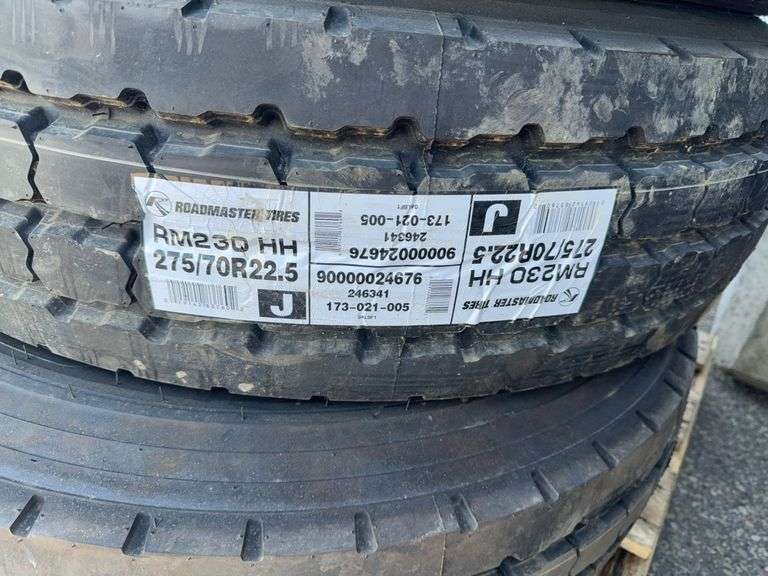 ROADMASTER TIRES
RM230 HH
275/70R22.5
J
173-021-005
246341
90000024676
90000024676
246341
173-021-005
ROADMASTER TIRES
RM230 HH
275/70R22.5
J